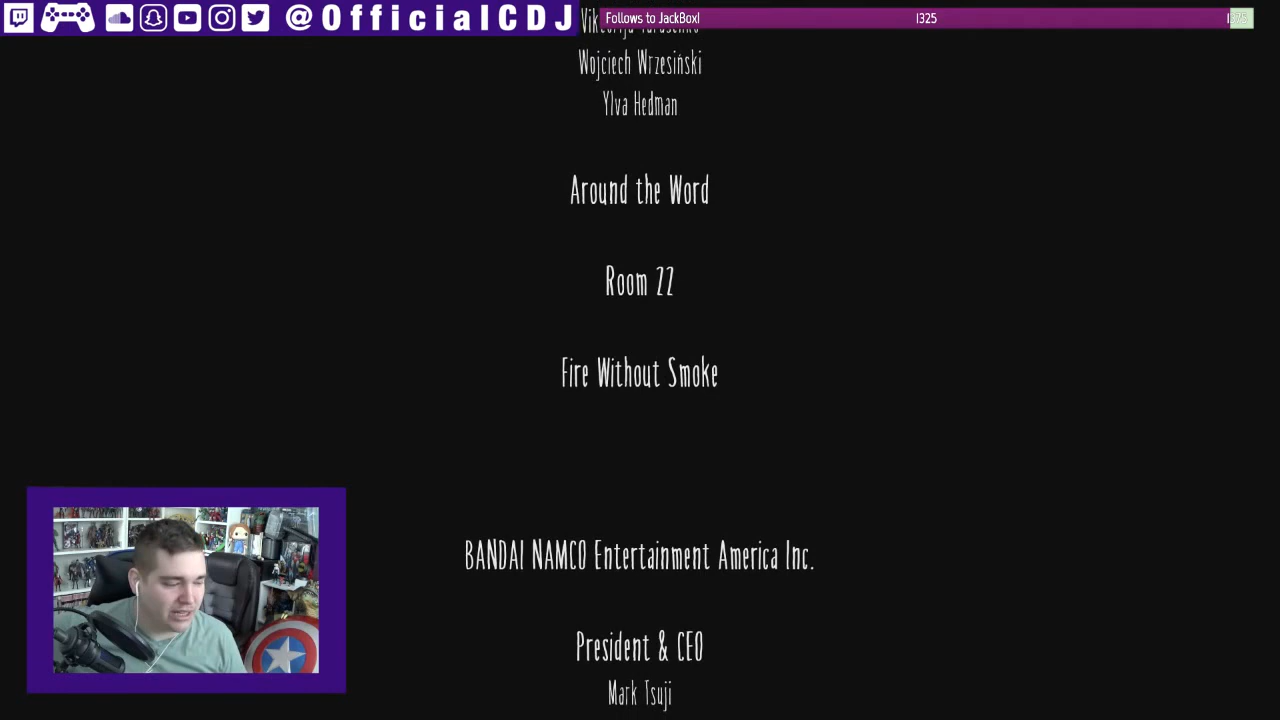 @OfficialCDJ
Follows to JackBox!
1325
1375
Wojciech Wrzesiński
Ylva Hedman
Around the Word
Room 22
Fire Without Smoke
BANDAI NAMCO Entertainment America Inc.
President & CEO
Mark Tsuji